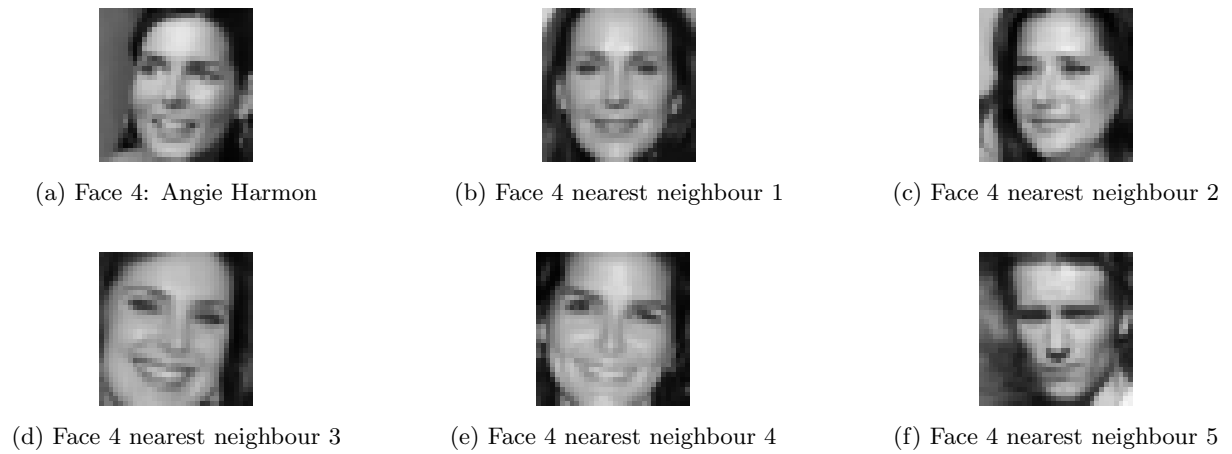 (a) Face 4: Angie Harmon
(b) Face 4 nearest neighbour 1
(c) Face 4 nearest neighbour 2
(d) Face 4 nearest neighbour 3
(e) Face 4 nearest neighbour 4
(f) Face 4 nearest neighbour 5